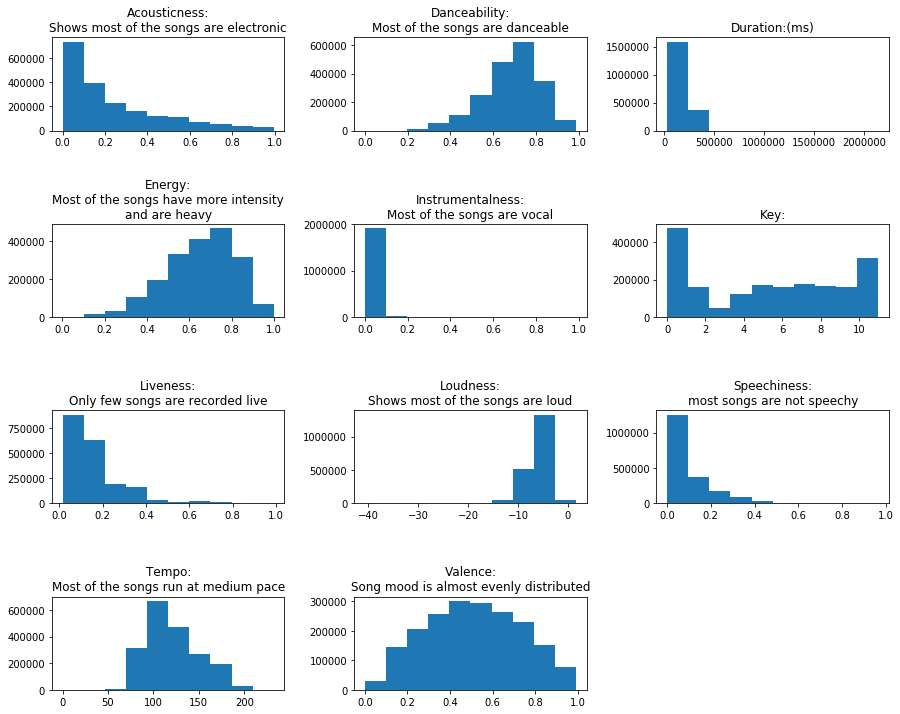 Acousticness:
Shows most of the songs are electronic
600000
400000
200000
0
0.0 0.2 0.4 0.6 0.8 1.0
Danceability:
Most of the songs are danceable
600000
400000
200000
0
0.0 0.2 0.4 0.6 0.8 1.0
Duration:(ms)
1500000
1000000
500000
0
0 500000 1000000 1500000 2000000
Energy:
Most of the songs have more intensity
and are heavy
400000
200000
0
0.0 0.2 0.4 0.6 0.8 1.0
Instrumentalness:
Most of the songs are vocal
2000000
1000000
0
0.0 0.2 0.4 0.6 0.8 1.0
Key:
400000
200000
0
0 2 4 6 8 10
Liveness:
Only few songs are recorded live
750000
500000
250000
0
0.0 0.2 0.4 0.6 0.8 1.0
Loudness:
Shows most of the songs are loud
1000000
500000
0
−40 −30 −20 −10 0
Speechiness:
most songs are not speechy
1000000
500000
0
0.0 0.2 0.4 0.6 0.8 1.0
Tempo:
Most of the songs run at medium pace
600000
400000
200000
0
0 50 100 150 200
Valence:
Song mood is almost evenly distributed
300000
200000
100000
0
0.0 0.2 0.4 0.6 0.8 1.0